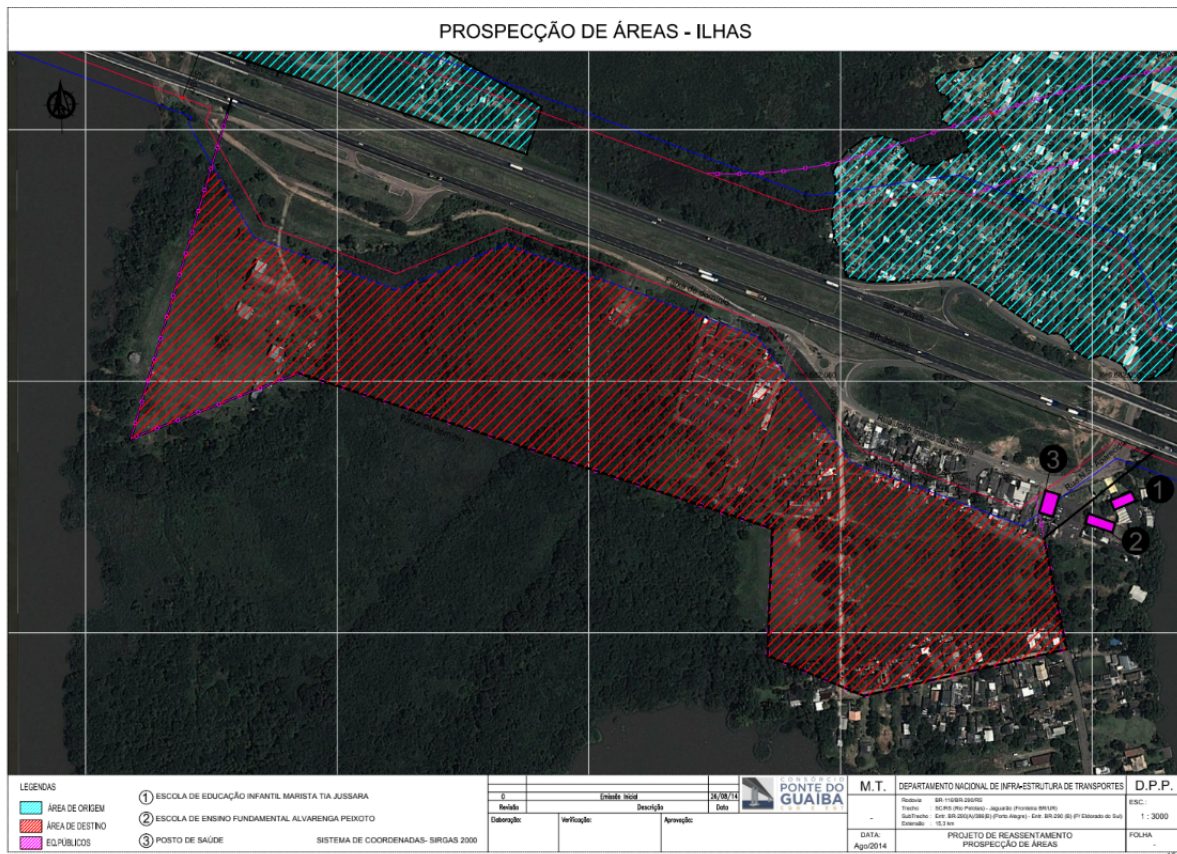 PROSPECÇÃO DE ÁREAS - ILHAS
3
1
2
LEGENDAS
ÁREA DE ORIGEM
ÁREA DE DESTINO
EQ.PÚBLICOS
1 ESCOLA DE EDUCAÇÃO INFANTIL MARISTA TIA JUSSARA
2 ESCOLA DE ENSINO FUNDAMENTAL ALVARENGA PEIXOTO
3 POSTO DE SAÚDE
SISTEMA DE COORDENADAS- SIRGAS 2000
0 Emissão Inicial 26/08/14
Revisão Descrição Data
Elaboração: Verificação: Aprovação:
CONSÓRCIO
PONTE DO
GUAÍBA
M.T.
DEPARTAMENTO NACIONAL DE INFRA-ESTRUTURA DE TRANSPORTES
D.P.P.
Rodovia : BR-116/BR-290/RS
Trecho :
SubTrecho :
Extensão :
ESC.:
1 : 3000
DATA:
Ago/2014
PROJETO DE REASSENTAMENTO
PROSPECÇÃO DE ÁREAS
FOLHA
-